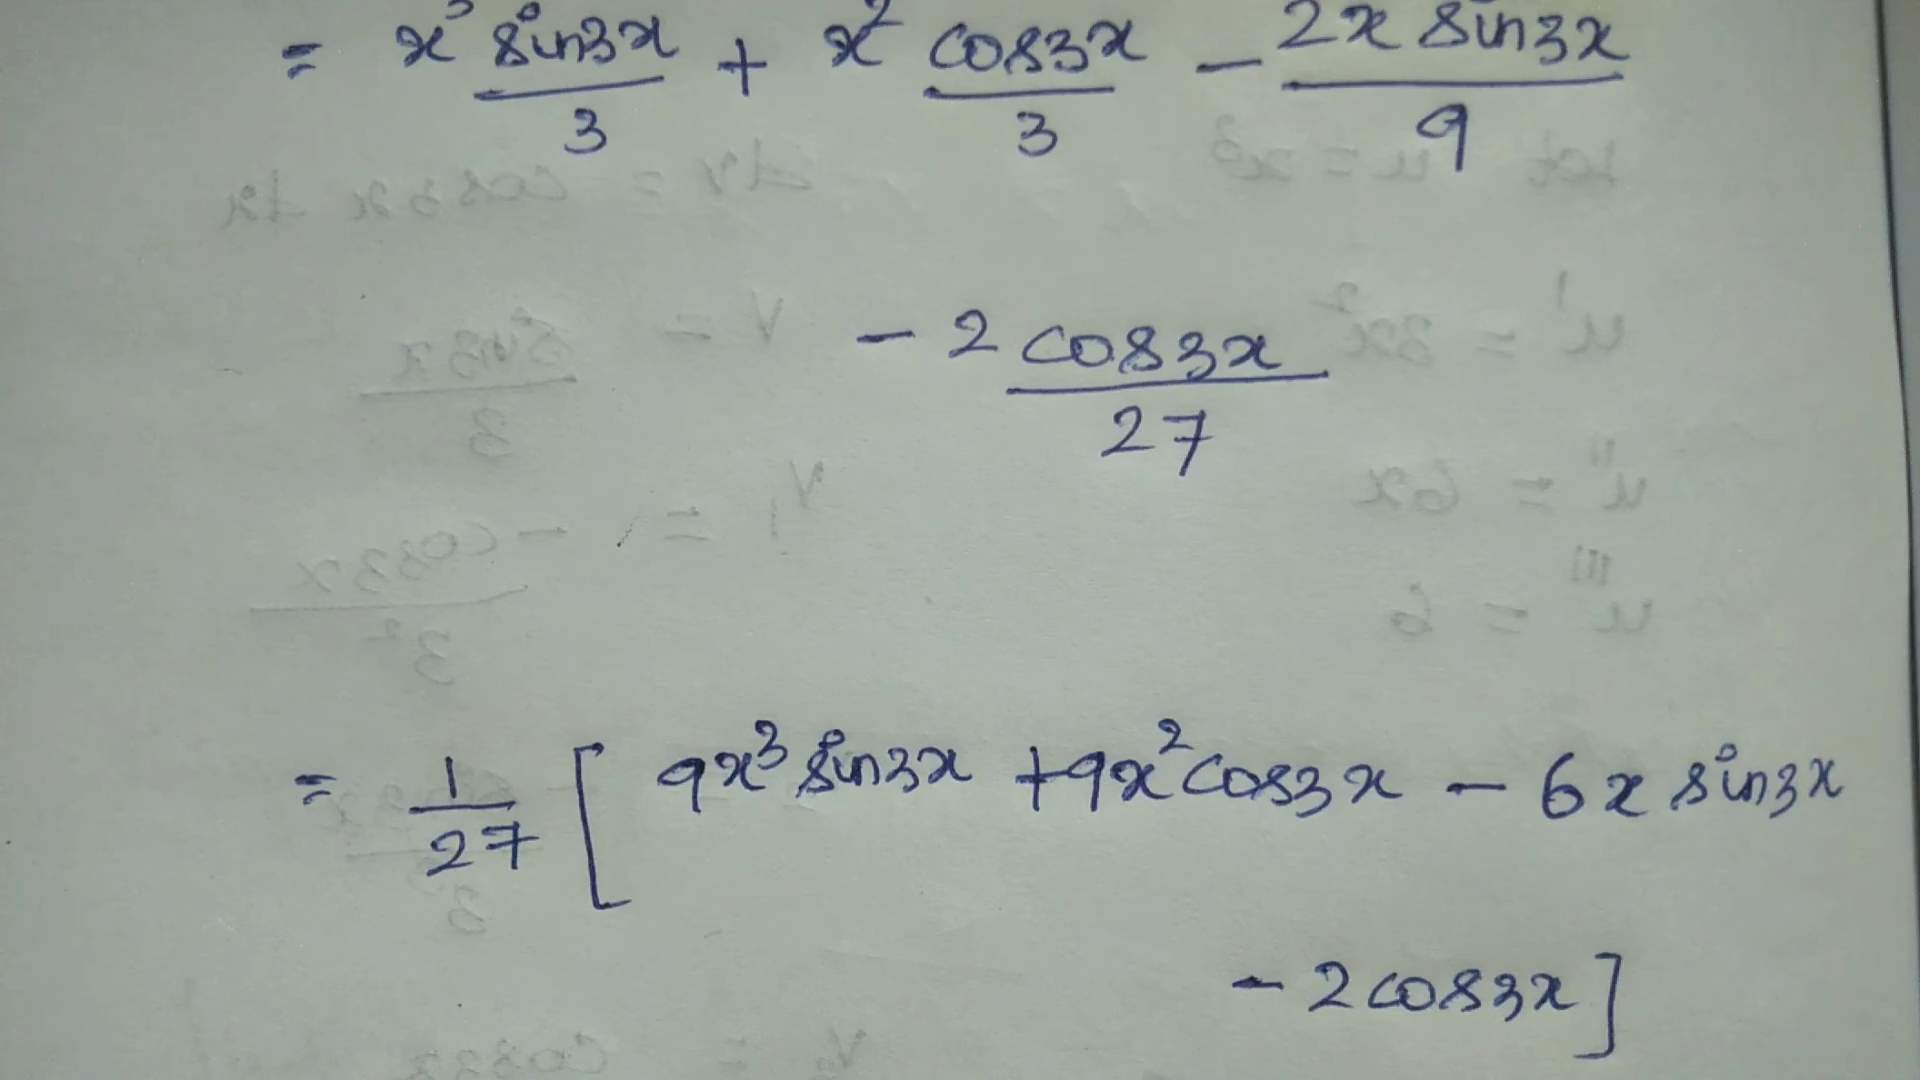 = x³ sin3x/3 + x² cos3x/3 - 2x sin3x/9
- 2 cos3x/27
= 1/27 [ 9x³ sin3x + 9x² cos3x - 6x sin3x
- 2 cos3x ]